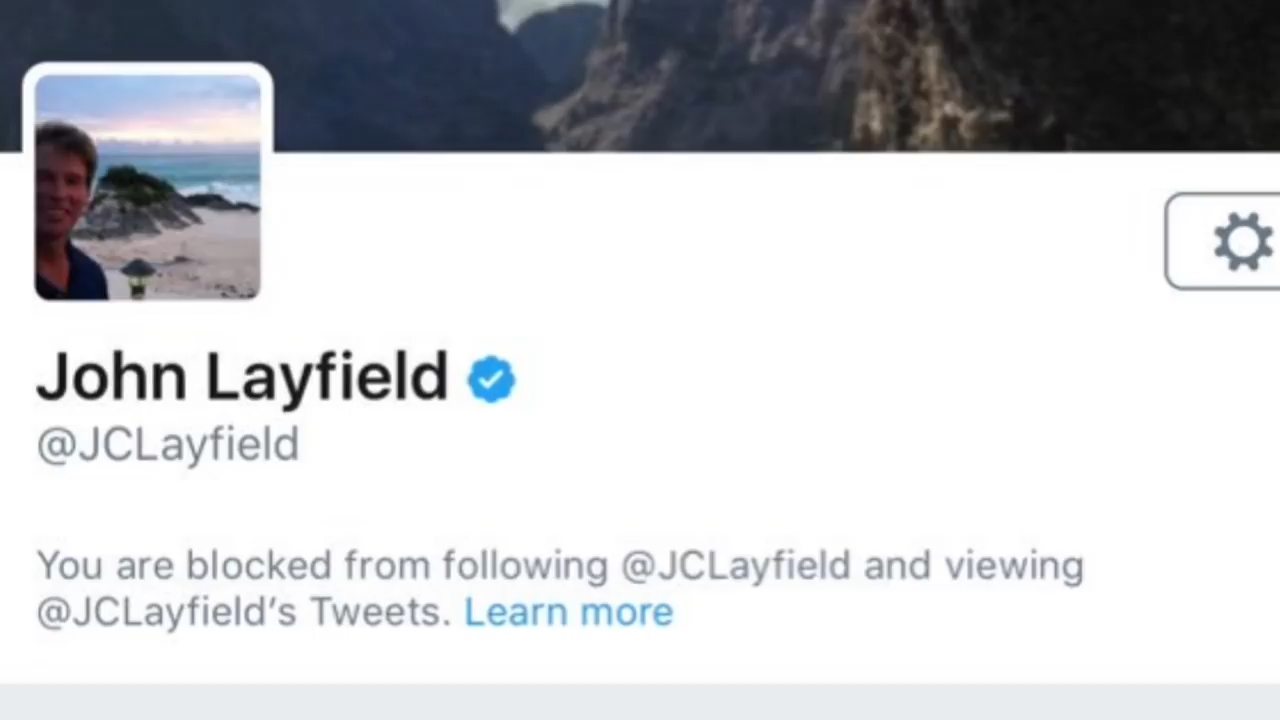 John Layfield
@JCLayfield
You are blocked from following @JCLayfield and viewing
@JCLayfield’s Tweets. Learn more